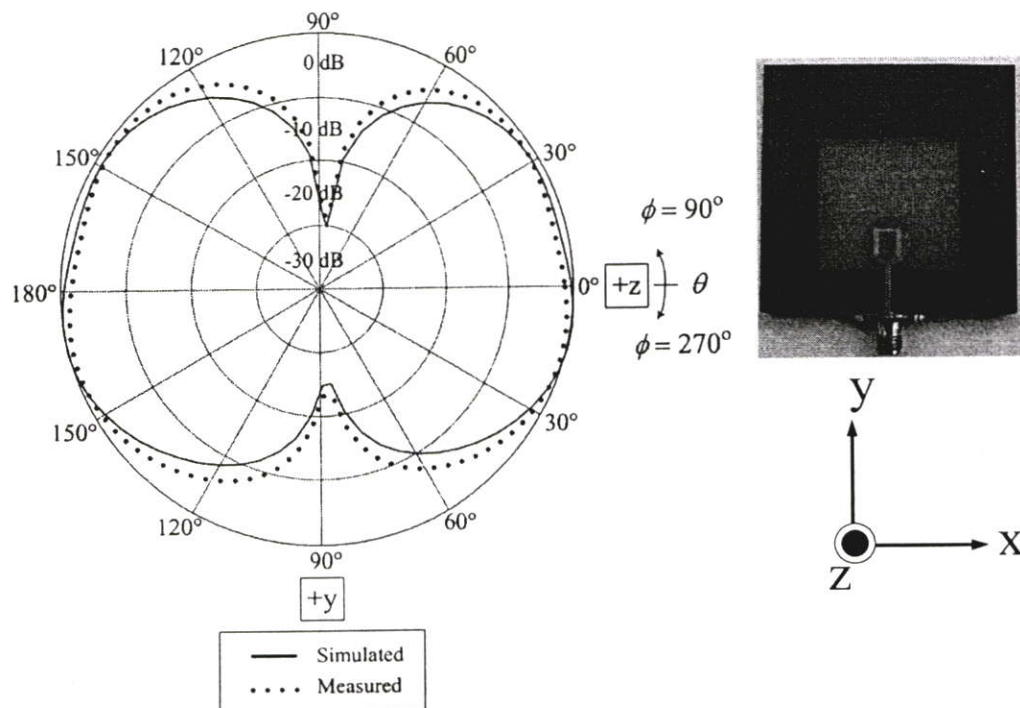 90°
120°
60°
0 dB
-10 dB
150°
30°
-20 dB
ϕ = 90°
-30 dB
180°
0°
+z
θ
ϕ = 270°
150°
30°
y
120°
60°
90°
x
z
+y
Simulated
Measured